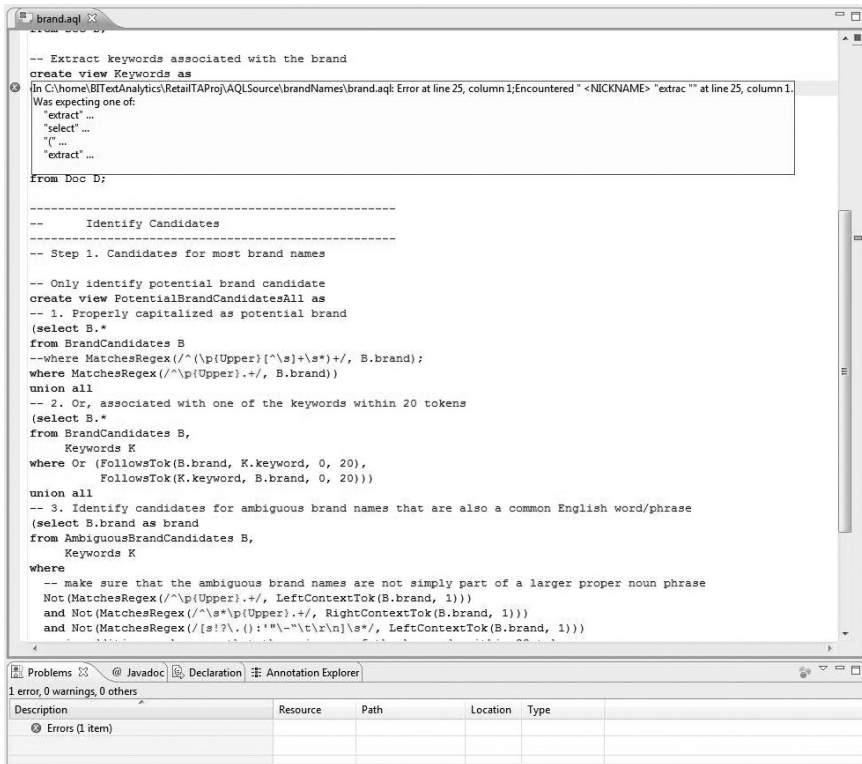 brand.aql
-- Extract keywords associated with the brand
create view Keywords as
In C:\home\BITextAnalytics\RetailTAProj\AQLSource\brandNames\brand.aql: Error at line 25, column 1;Encountered " <NICKNAME> "extrac "" at line 25, column 1.
Was expecting one of:
"extract" ...
"select" ...
"(" ...
"extract" ...
from Doc D;
-----------------------------------------------------
--      Identify Candidates
-----------------------------------------------------
-- Step 1. Candidates for most brand names
-- Only identify potential brand candidate
create view PotentialBrandCandidatesAll as
-- 1. Properly capitalized as potential brand
(select B.*
from BrandCandidates B
--where MatchesRegex(/^(\p{Upper}[^\s]+\s*)+/, B.brand);
where MatchesRegex(/^\p{Upper}.+/, B.brand))
union all
-- 2. Or, associated with one of the keywords within 20 tokens
(select B.*
from BrandCandidates B,
Keywords K
where Or (FollowsTok(B.brand, K.keyword, 0, 20),
FollowsTok(K.keyword, B.brand, 0, 20)))
union all
-- 3. Identify candidates for ambiguous brand names that are also a common English word/phrase
(select B.brand as brand
from AmbiguousBrandCandidates B,
Keywords K
where
-- make sure that the ambiguous brand names are not simply part of a larger proper noun phrase
Not(MatchesRegex(/^\p{Upper}.+/, LeftContextTok(B.brand, 1)))
and Not(MatchesRegex(/^\s*\p{Upper}.+/, RightContextTok(B.brand, 1)))
and Not(MatchesRegex(/[s!?\.():'"\-"\t\r\n]\s*/, LeftContextTok(B.brand, 1)))
Problems @ Javadoc Declaration Annotation Explorer
1 error, 0 warnings, 0 others
Description Resource Path Location Type
Errors (1 item)